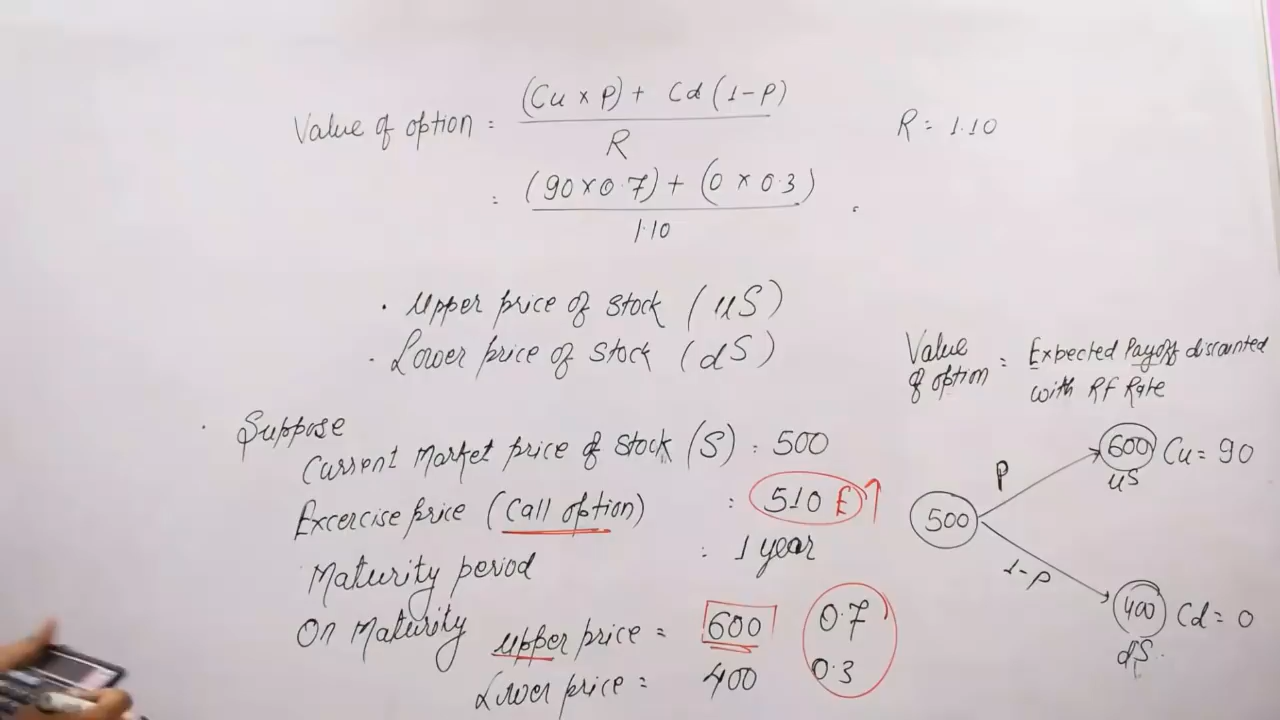 Value of option = (Cu × P) + Cd (1-P)
R
R = 1.10
= (90×0.7) + (0 × 0.3)
1.10
• Upper price of stock (uS)
• Lower price of stock (dS)
Value of option = Expected Payoff discounted
with RF Rate
• Suppose
Current Market price of stock (S) : 500
Excercise price (Call option) : 510 E ↑
Maturity period : 1 year
On Maturity Upper price = 600 0.7
Lower price = 400 0.3
500
P
600
uS
Cu = 90
1-P
400
dS
Cd = 0